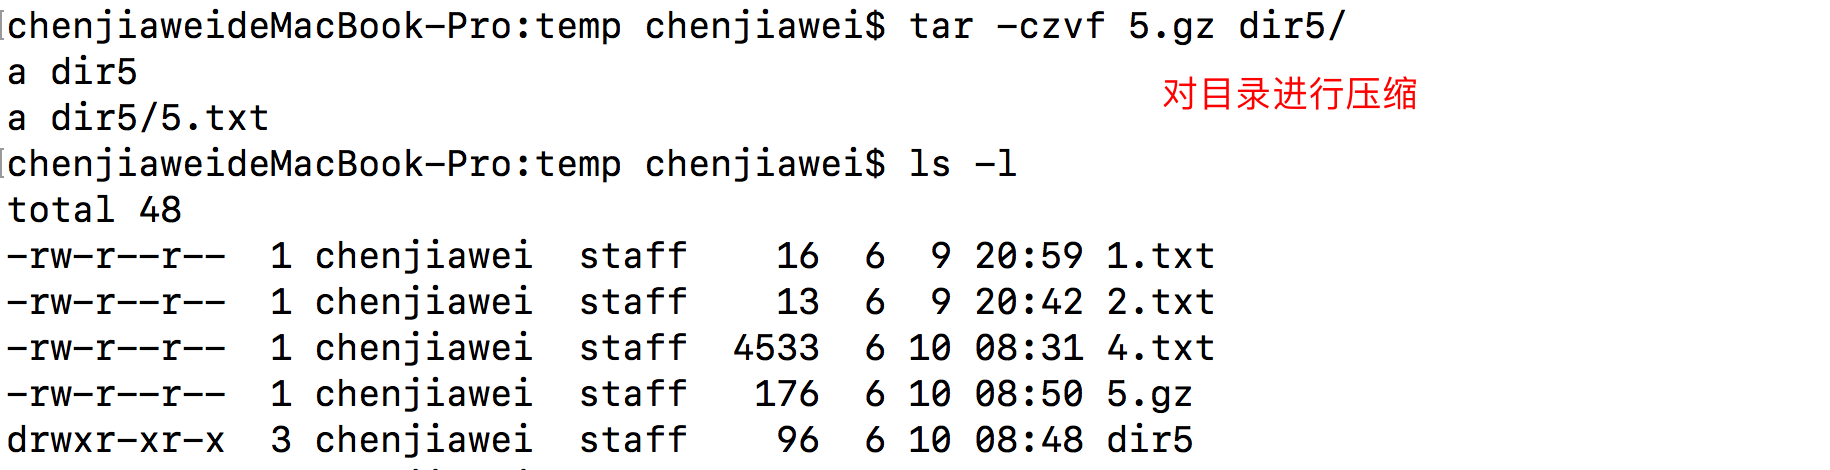 chenjiaweideMacBook-Pro:temp chenjiawei$ tar -czvf 5.gz dir5/
a dir5
对目录进行压缩
a dir5/5.txt
chenjiaweideMacBook-Pro:temp chenjiawei$ ls -l
total 48
-rw-r--r--  1 chenjiawei  staff    16  6  9 20:59 1.txt
-rw-r--r--  1 chenjiawei  staff    13  6  9 20:42 2.txt
-rw-r--r--  1 chenjiawei  staff  4533  6 10 08:31 4.txt
-rw-r--r--  1 chenjiawei  staff   176  6 10 08:50 5.gz
drwxr-xr-x  3 chenjiawei  staff    96  6 10 08:48 dir5